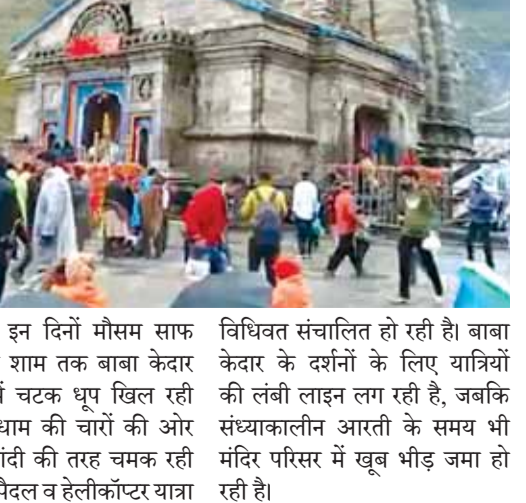 इन दिनों मौसम साफ
शाम तक बाबा केदार
में चटक धूप खिल रही
धाम की चारों की ओर
की तरह चमक रही
पैदल व हेलीकॉप्टर यात्रा
विधिवत संचालित हो रही है। बाबा
केदार के दर्शनों के लिए यात्रियों
की लंबी लाइन लग रही है, जबकि
संध्याकालीन आरती के समय भी
मंदिर परिसर में खूब भीड़ जमा हो
रही है।